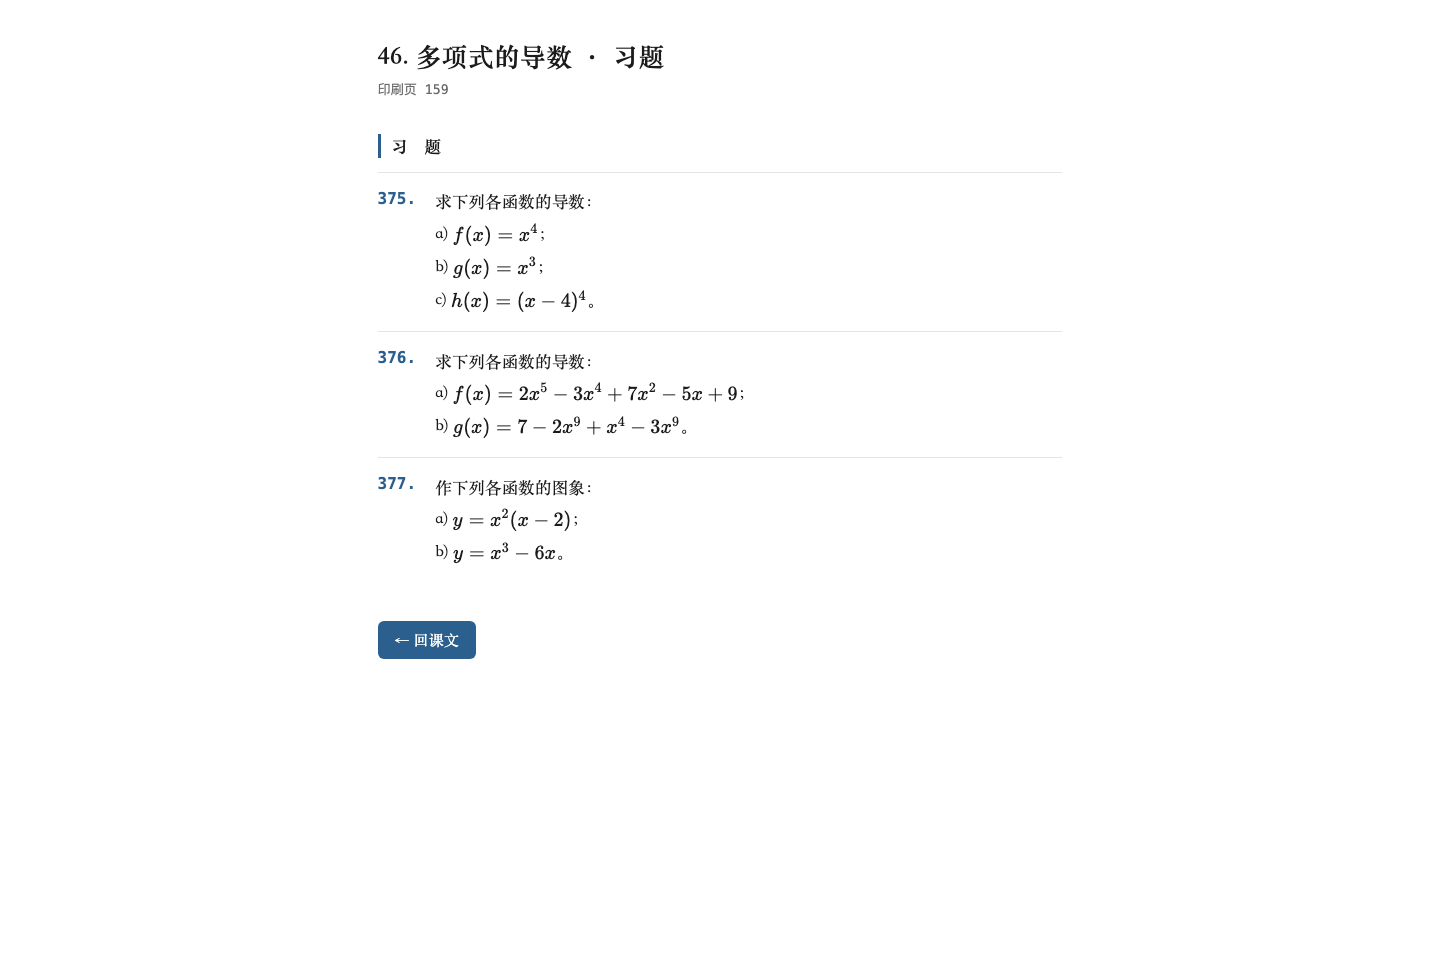 46. 多项式的导数 · 习题
印刷页 159
习 题
375. 求下列各函数的导数：
a) f(x) = x⁴；
b) g(x) = x³；
c) h(x) = (x − 4)⁴。
376. 求下列各函数的导数：
a) f(x) = 2x⁵ − 3x⁴ + 7x² − 5x + 9；
b) g(x) = 7 − 2x⁹ + x⁴ − 3x⁹。
377. 作下列各函数的图象：
a) y = x²(x − 2)；
b) y = x³ − 6x。
← 回课文